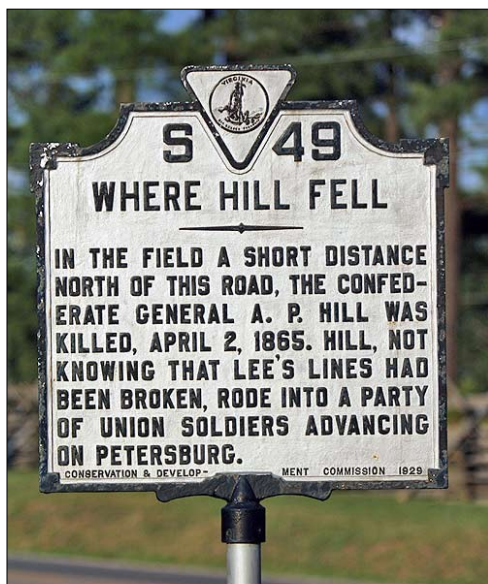 VIRGINIA
S 49
WHERE HILL FELL
IN THE FIELD A SHORT DISTANCE
NORTH OF THIS ROAD, THE CONFED-
ERATE GENERAL A. P. HILL WAS
KILLED, APRIL 2, 1865. HILL, NOT
KNOWING THAT LEE'S LINES HAD
BEEN BROKEN, RODE INTO A PARTY
OF UNION SOLDIERS ADVANCING
ON PETERSBURG.
CONSERVATION & DEVELOP- MENT COMMISSION 1929